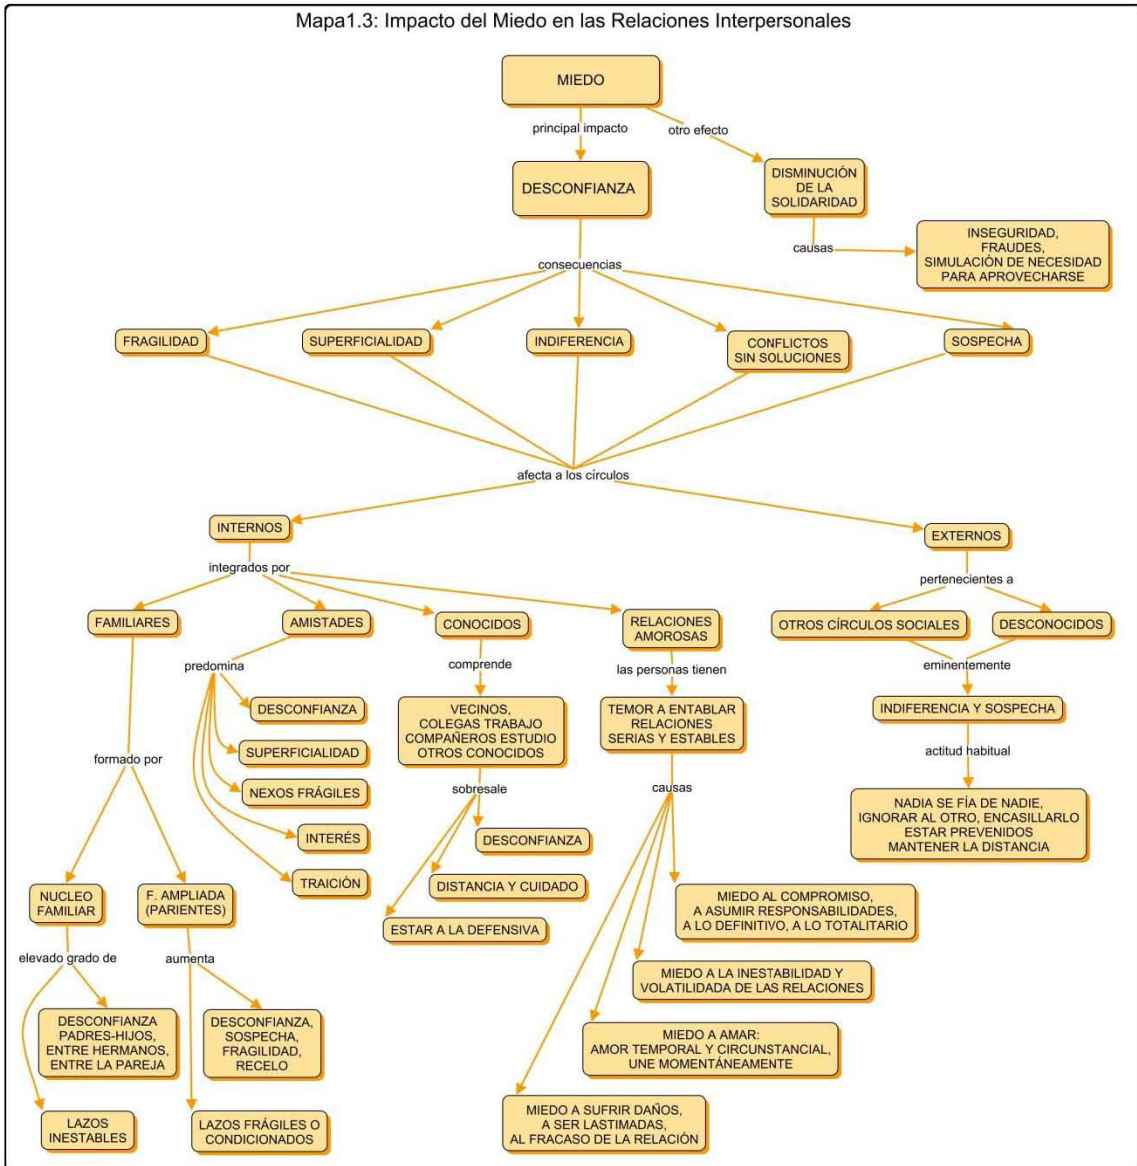 Mapa1.3: Impacto del Miedo en las Relaciones Interpersonales
MIEDO
principal impacto
otro efecto
DESCONFIANZA
DISMINUCIÓN
DE LA
SOLIDARIDAD
causas
INSEGURIDAD,
FRAUDES,
SIMULACIÓN DE NECESIDAD
PARA APROVECHARSE
consecuencias
FRAGILIDAD
SUPERFICIALIDAD
INDIFERENCIA
CONFLICTOS
SIN SOLUCIONES
SOSPECHA
afecta a los círculos
INTERNOS
EXTERNOS
integrados por
pertenecientes a
FAMILIARES
AMISTADES
CONOCIDOS
RELACIONES
AMOROSAS
OTROS CÍRCULOS SOCIALES
DESCONOCIDOS
predomina
comprende
las personas tienen
eminentemente
DESCONFIANZA
SUPERFICIALIDAD
NEXOS FRÁGILES
INTERÉS
TRAICIÓN
VECINOS,
COLEGAS TRABAJO
COMPAÑEROS ESTUDIO
OTROS CONOCIDOS
TEMOR A ENTABLAR
RELACIONES
SERIAS Y ESTABLES
INDIFERENCIA Y SOSPECHA
actitud habitual
formado por
sobresale
causas
NADIA SE FÍA DE NADIE,
IGNORAR AL OTRO, ENCASILLARLO
ESTAR PREVENIDOS
MANTENER LA DISTANCIA
DESCONFIANZA
DISTANCIA Y CUIDADO
ESTAR A LA DEFENSIVA
NUCLEO
FAMILIAR
F. AMPLIADA
(PARIENTES)
MIEDO AL COMPROMISO,
A ASUMIR RESPONSABILIDADES,
A LO DEFINITIVO, A LO TOTALITARIO
elevado grado de
aumenta
MIEDO A LA INESTABILIDAD Y
VOLATILIDADA DE LAS RELACIONES
DESCONFIANZA
PADRES-HIJOS,
ENTRE HERMANOS,
ENTRE LA PAREJA
DESCONFIANZA,
SOSPECHA,
FRAGILIDAD,
RECELO
MIEDO A AMAR:
AMOR TEMPORAL Y CIRCUNSTANCIAL,
UNE MOMENTÁNEAMENTE
LAZOS
INESTABLES
LAZOS FRÁGILES O
CONDICIONADOS
MIEDO A SUFRIR DAÑOS,
A SER LASTIMADAS,
AL FRACASO DE LA RELACIÓN